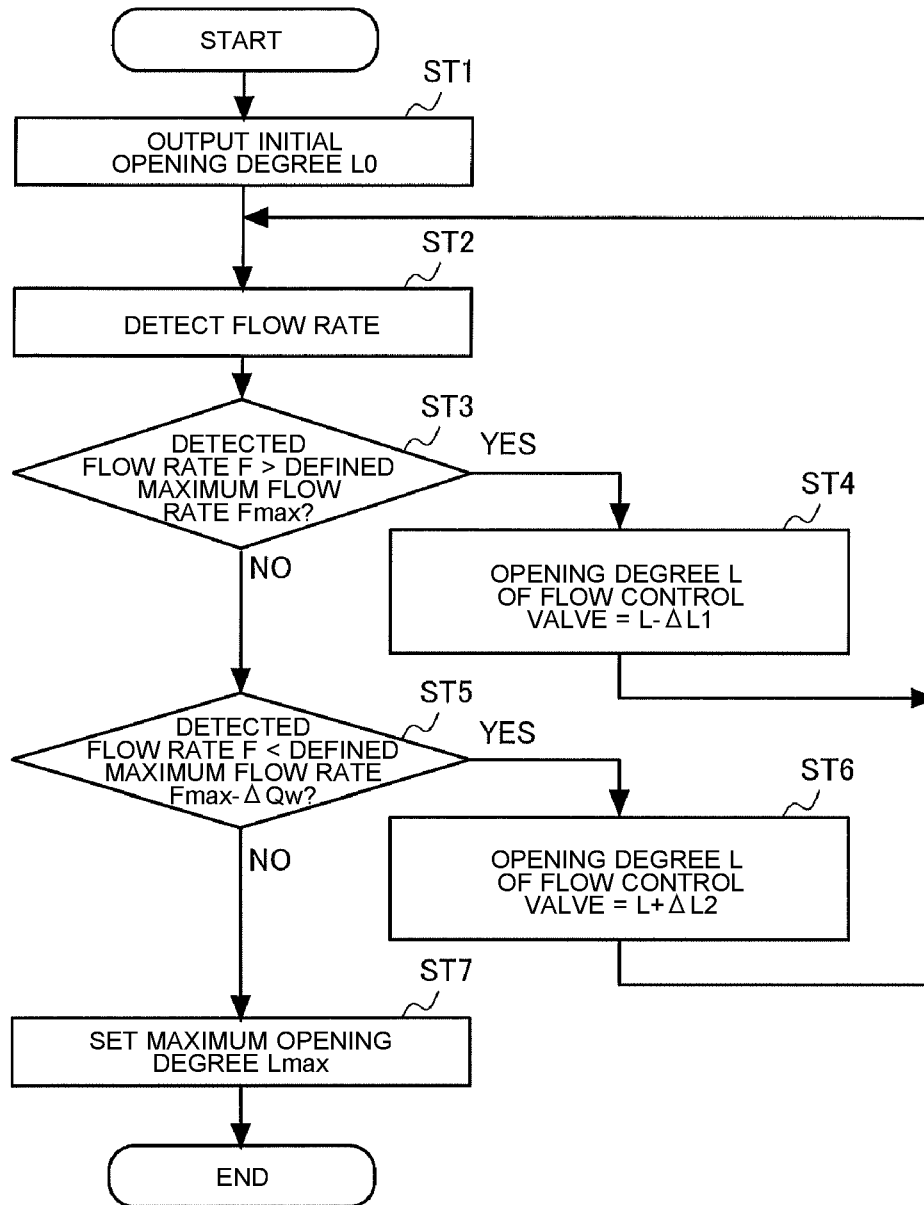 START
ST1
OUTPUT INITIAL
OPENING DEGREE L0
ST2
DETECT FLOW RATE
ST3
DETECTED
FLOW RATE F > DEFINED
MAXIMUM FLOW
RATE Fmax?
YES
NO
ST4
OPENING DEGREE L
OF FLOW CONTROL
VALVE = L-ΔL1
ST5
DETECTED
FLOW RATE F < DEFINED
MAXIMUM FLOW RATE
Fmax-ΔQw?
YES
NO
ST6
OPENING DEGREE L
OF FLOW CONTROL
VALVE = L+ΔL2
ST7
SET MAXIMUM OPENING
DEGREE Lmax
END